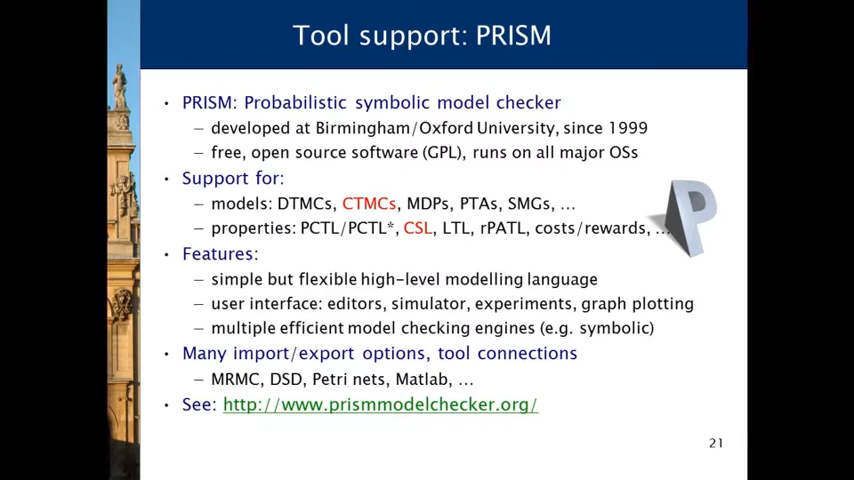 Tool support: PRISM
• PRISM: Probabilistic symbolic model checker
– developed at Birmingham/Oxford University, since 1999
– free, open source software (GPL), runs on all major OSs
• Support for:
– models: DTMCs, CTMCs, MDPs, PTAs, SMGs, …
– properties: PCTL/PCTL*, CSL, LTL, rPATL, costs/rewards, …
P
• Features:
– simple but flexible high-level modelling language
– user interface: editors, simulator, experiments, graph plotting
– multiple efficient model checking engines (e.g. symbolic)
• Many import/export options, tool connections
– MRMC, DSD, Petri nets, Matlab, …
• See: http://www.prismmodelchecker.org/
21